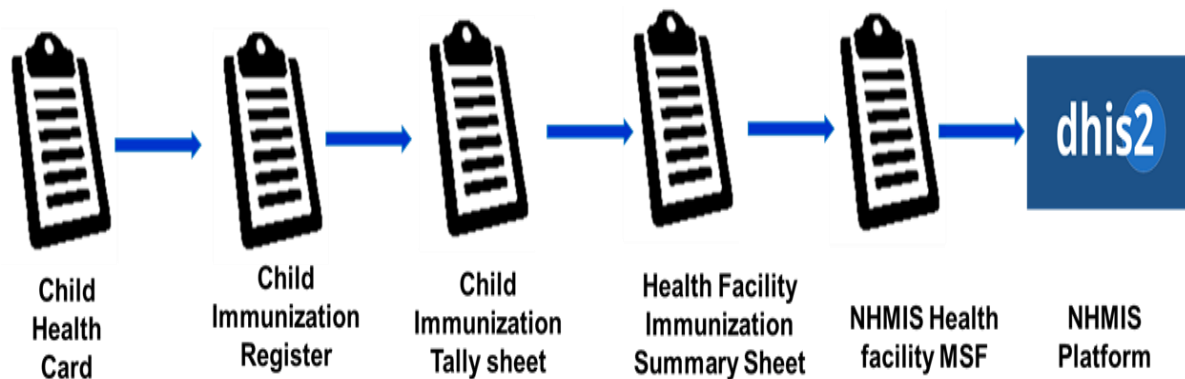 dhis2
Child
Health
Card
Child
Immunization
Register
Child
Immunization
Tally sheet
Health Facility
Immunization
Summary Sheet
NHMIS Health
facility MSF
NHMIS
Platform